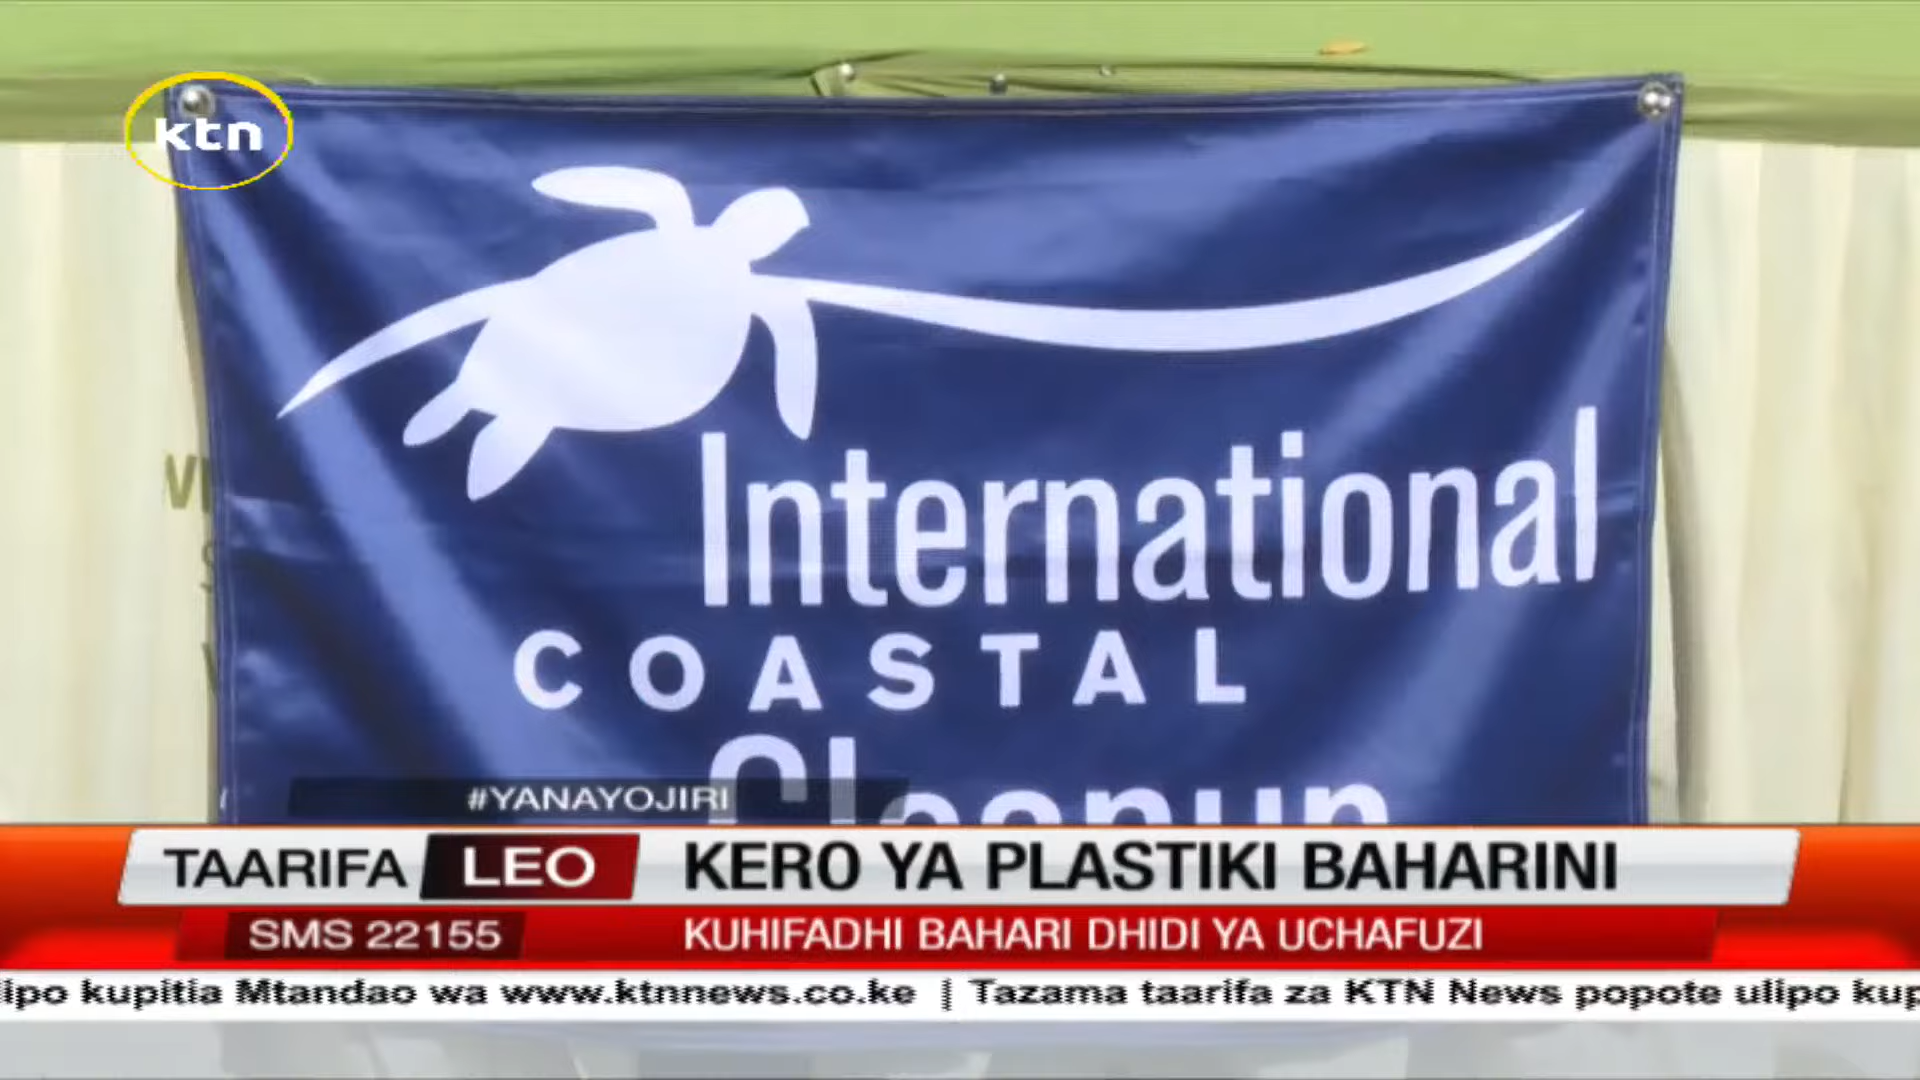 ktn
International
COASTAL
Cleanup
#YANAYOJIRI
TAARIFA LEO KERO YA PLASTIKI BAHARINI
SMS 22155 KUHIFADHI BAHARI DHIDI YA UCHAFUZI
kupitia Mtandao wa www.ktnnews.co.ke | Tazama taarifa za KTN News popote ulipo